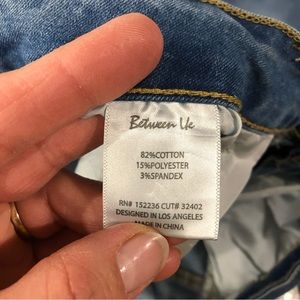 Between Us
82%COTTON
15%POLYESTER
3%SPANDEX
RN# 152236 CUT# 32402
DESIGNED IN LOS ANGELES
MADE IN CHINA